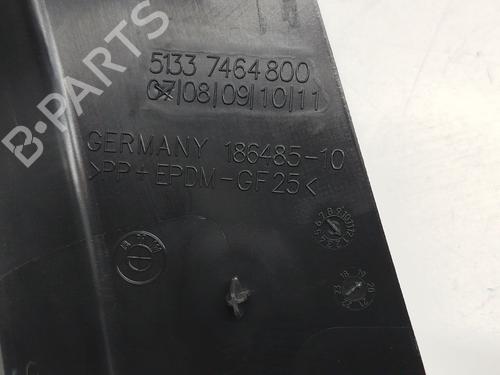 B-PARTS
5133 7464800
07/08/09/10/11
GERMANY 186485-10
>PP+EPDM-GF25<